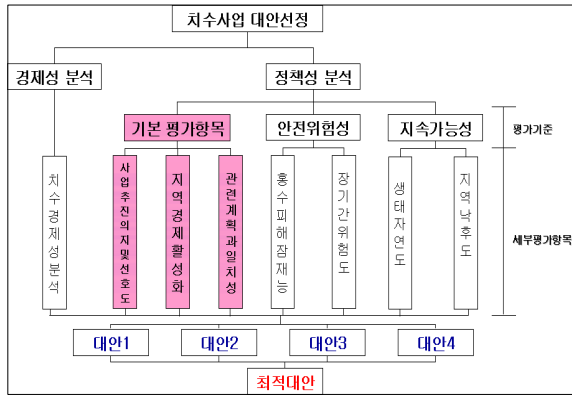 치수사업 대안선정
경제성 분석
정책성 분석
기본 평가항목
안전위험성
지속가능성
평가기준
치수경제성분석
사업추진의지및선호도
지역경제활성화
관련계획과일치성
홍수피해잠재능
장기간위험도
생태자연도
지역낙후도
세부평가항목
대안1
대안2
대안3
대안4
최적대안